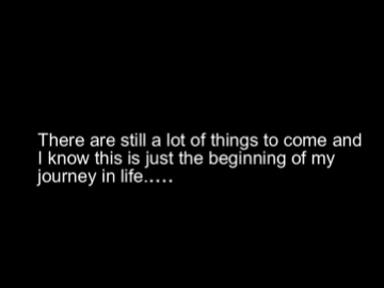 There are still a lot of things to come and
I know this is just the beginning of my
journey in life.....